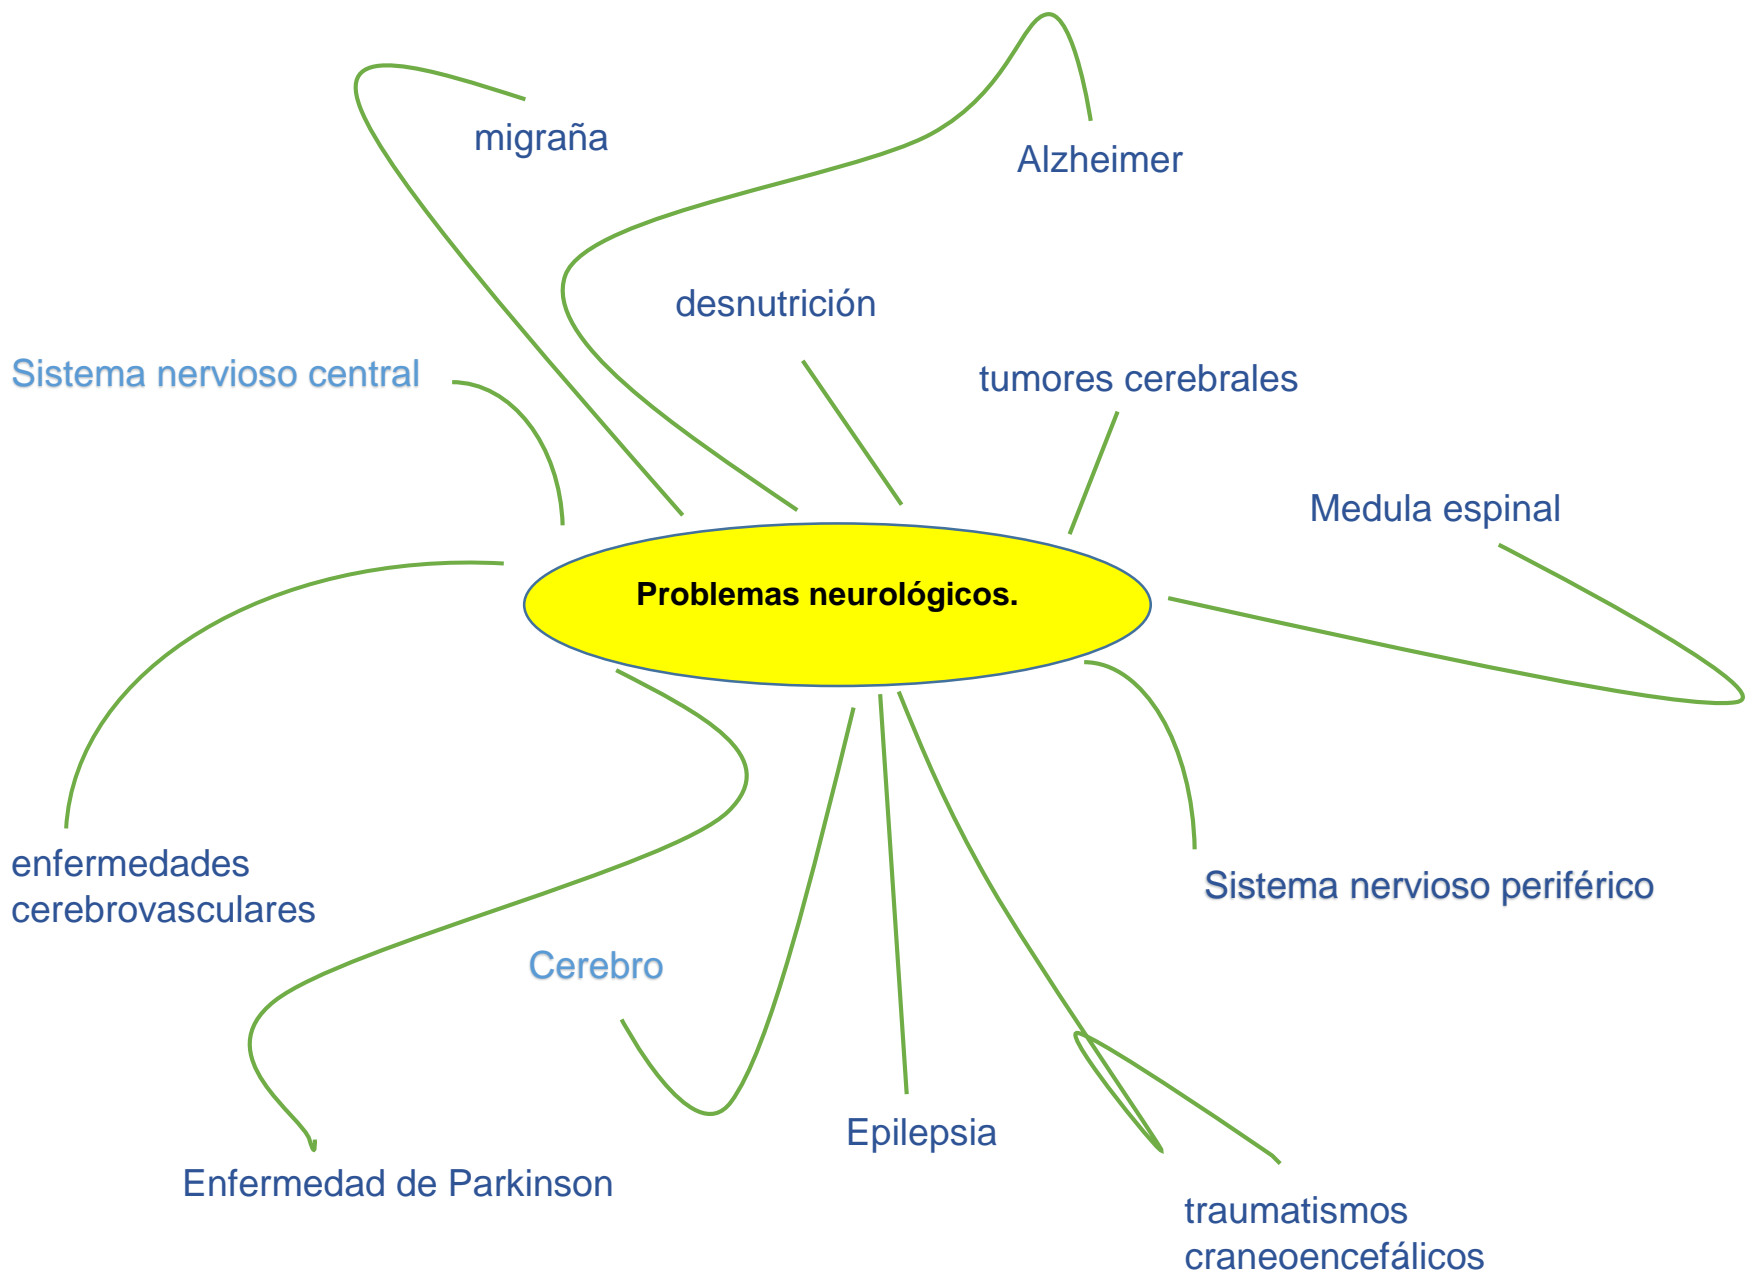 migraña
Alzheimer
desnutrición
Sistema nervioso central
tumores cerebrales
Medula espinal
Problemas neurológicos.
enfermedades
cerebrovasculares
Sistema nervioso periférico
Cerebro
Epilepsia
Enfermedad de Parkinson
traumatismos
craneoencefálicos